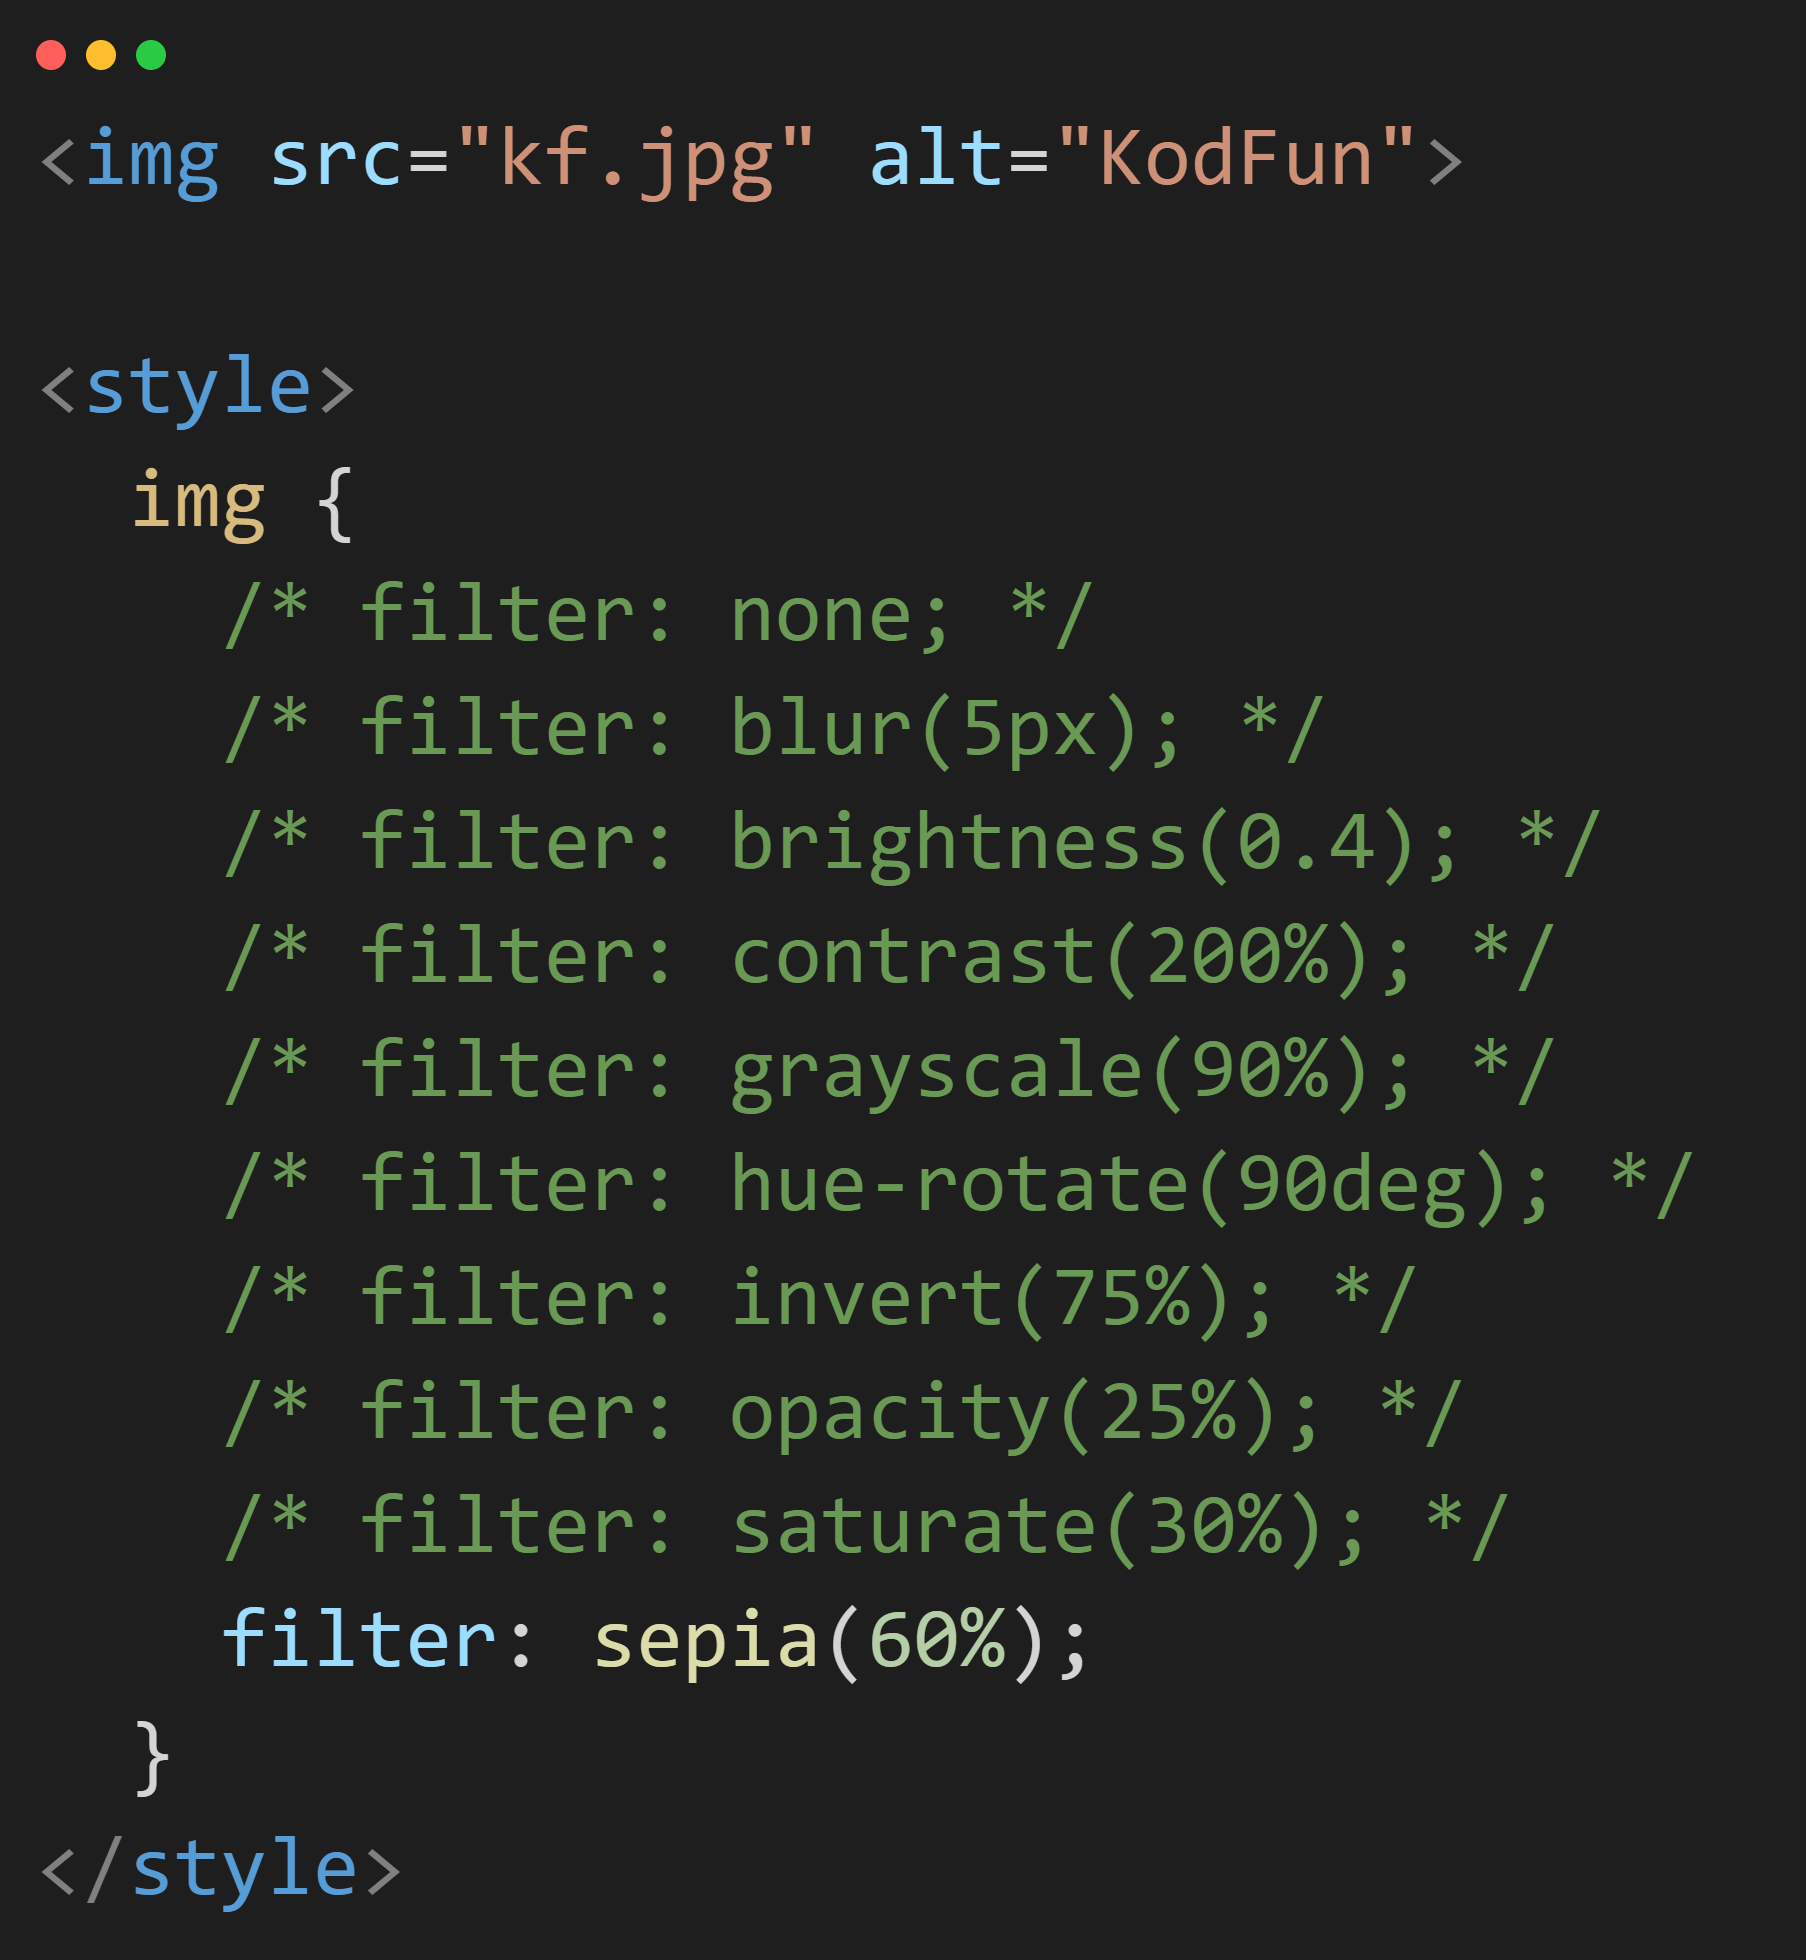 <img src="kf.jpg" alt="KodFun">
<style>
img {
/* filter: none; */
/* filter: blur(5px); */
/* filter: brightness(0.4); */
/* filter: contrast(200%); */
/* filter: grayscale(90%); */
/* filter: hue-rotate(90deg); */
/* filter: invert(75%); */
/* filter: opacity(25%); */
/* filter: saturate(30%); */
filter: sepia(60%);
}
</style>